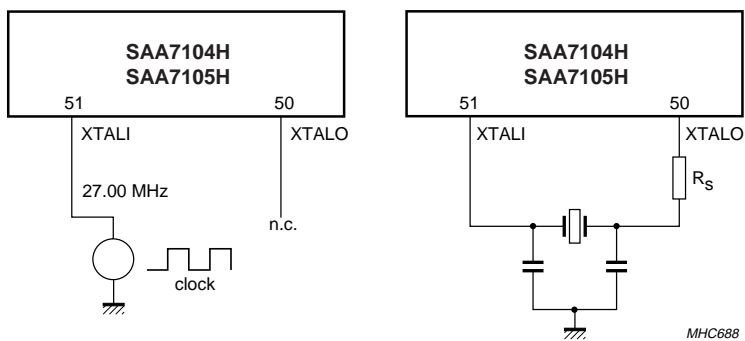 SAA7104H
SAA7105H
51
50
XTALI
XTALO
27.00 MHz
n.c.
clock
SAA7104H
SAA7105H
51
50
XTALI
XTALO
Rs
MHC688